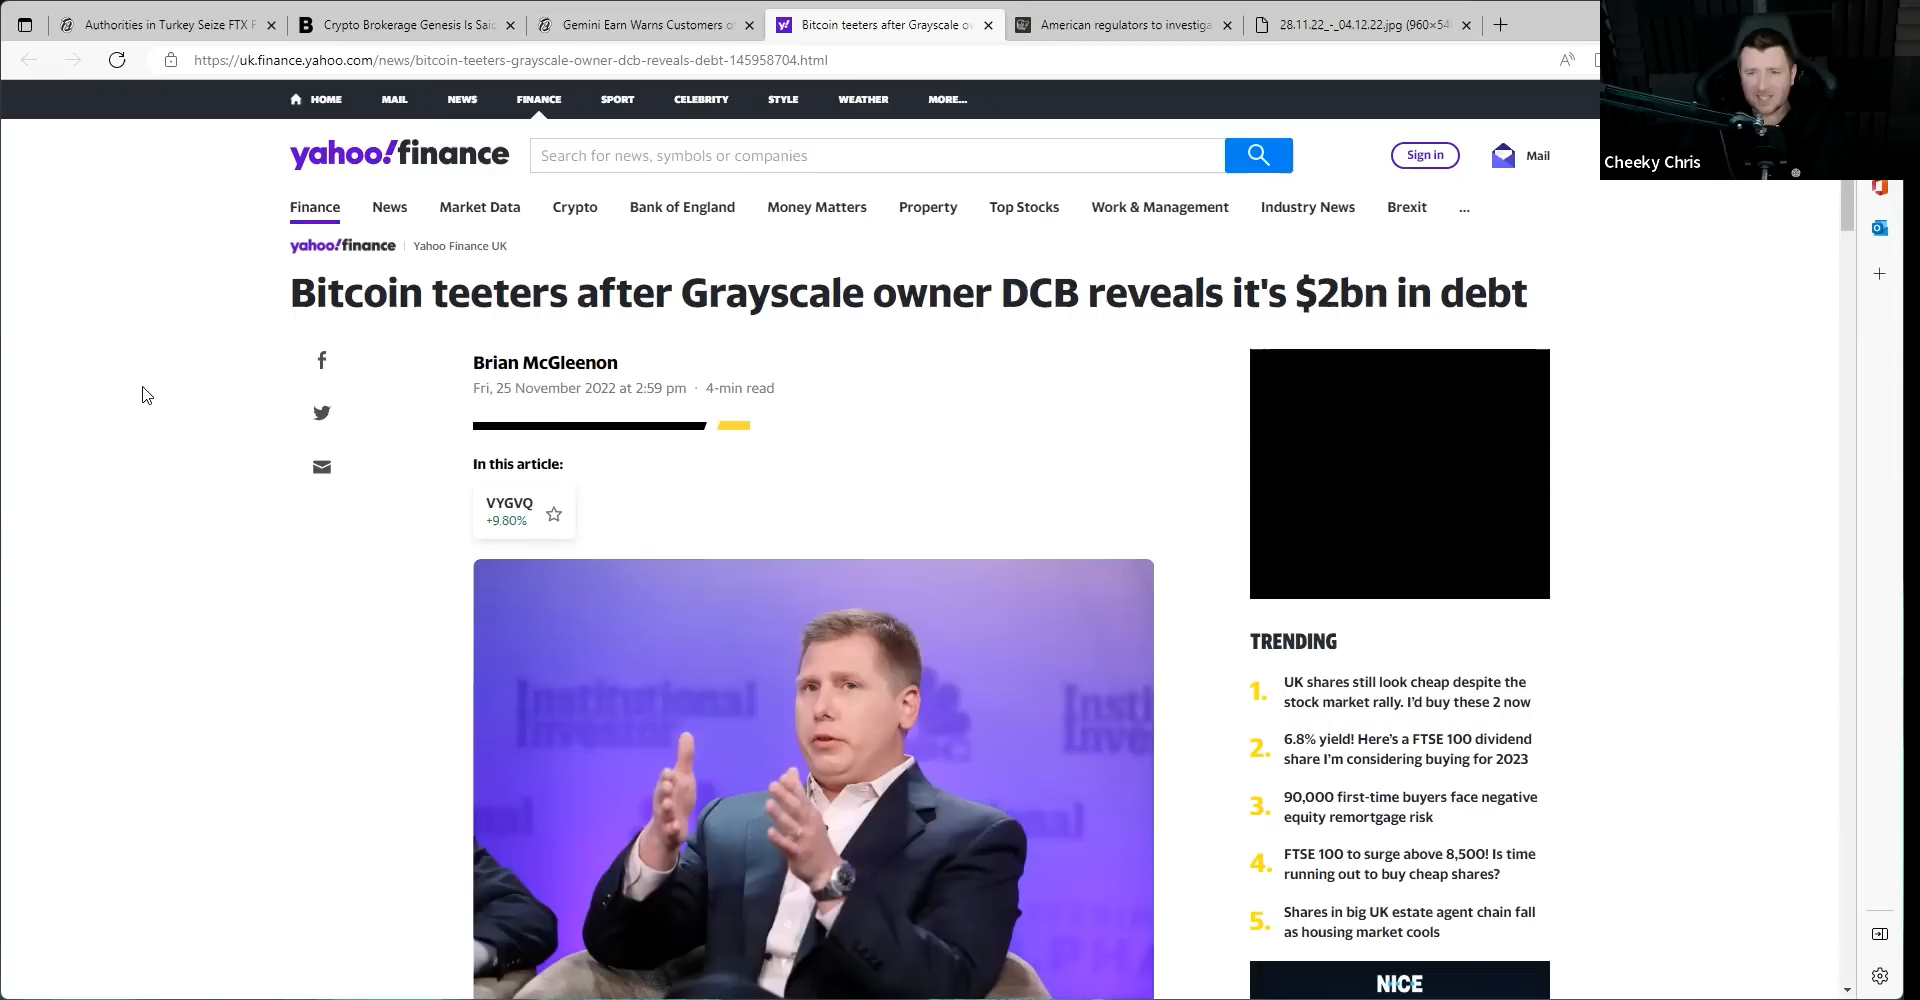 Authorities in Turkey Seize FTX F
Crypto Brokerage Genesis Is Said
Gemini Earn Warns Customers o
Bitcoin teeters after Grayscale ow
American regulators to investiga
28.11.22_-_04.12.22.jpg (960×54
https://uk.finance.yahoo.com/news/bitcoin-teeters-grayscale-owner-dcb-reveals-debt-145958704.html
HOME MAIL NEWS FINANCE SPORT CELEBRITY STYLE WEATHER MORE...
Cheeky Chris
yahoo!finance
Search for news, symbols or companies
Sign in
Mail
Finance News Market Data Crypto Bank of England Money Matters Property Top Stocks Work & Management Industry News Brexit ...
yahoo!finance Yahoo Finance UK
Bitcoin teeters after Grayscale owner DCB reveals it's $2bn in debt
Brian McGleenon
Fri, 25 November 2022 at 2:59 pm · 4-min read
In this article:
VYGVQ
+9.80%
Institutional
Investor
Insti
Inve
TRENDING
1. UK shares still look cheap despite the
stock market rally. I'd buy these 2 now
2. 6.8% yield! Here's a FTSE 100 dividend
share I'm considering buying for 2023
3. 90,000 first-time buyers face negative
equity remortgage risk
4. FTSE 100 to surge above 8,500! Is time
running out to buy cheap shares?
5. Shares in big UK estate agent chain fall
as housing market cools
NICE